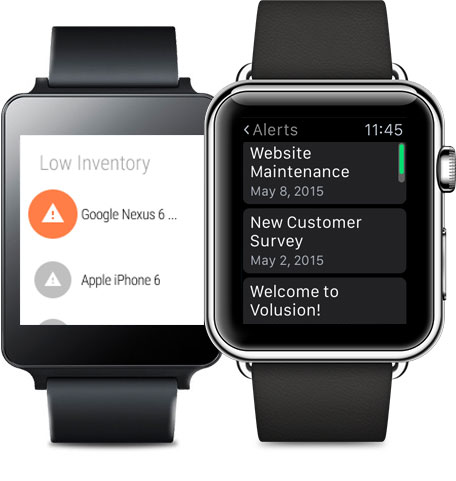 Low Inventory
Google Nexus 6 ...
Apple iPhone 6
Alerts
11:45
Website
Maintenance
May 8, 2015
New Customer
Survey
May 2, 2015
Welcome to
Volusion!